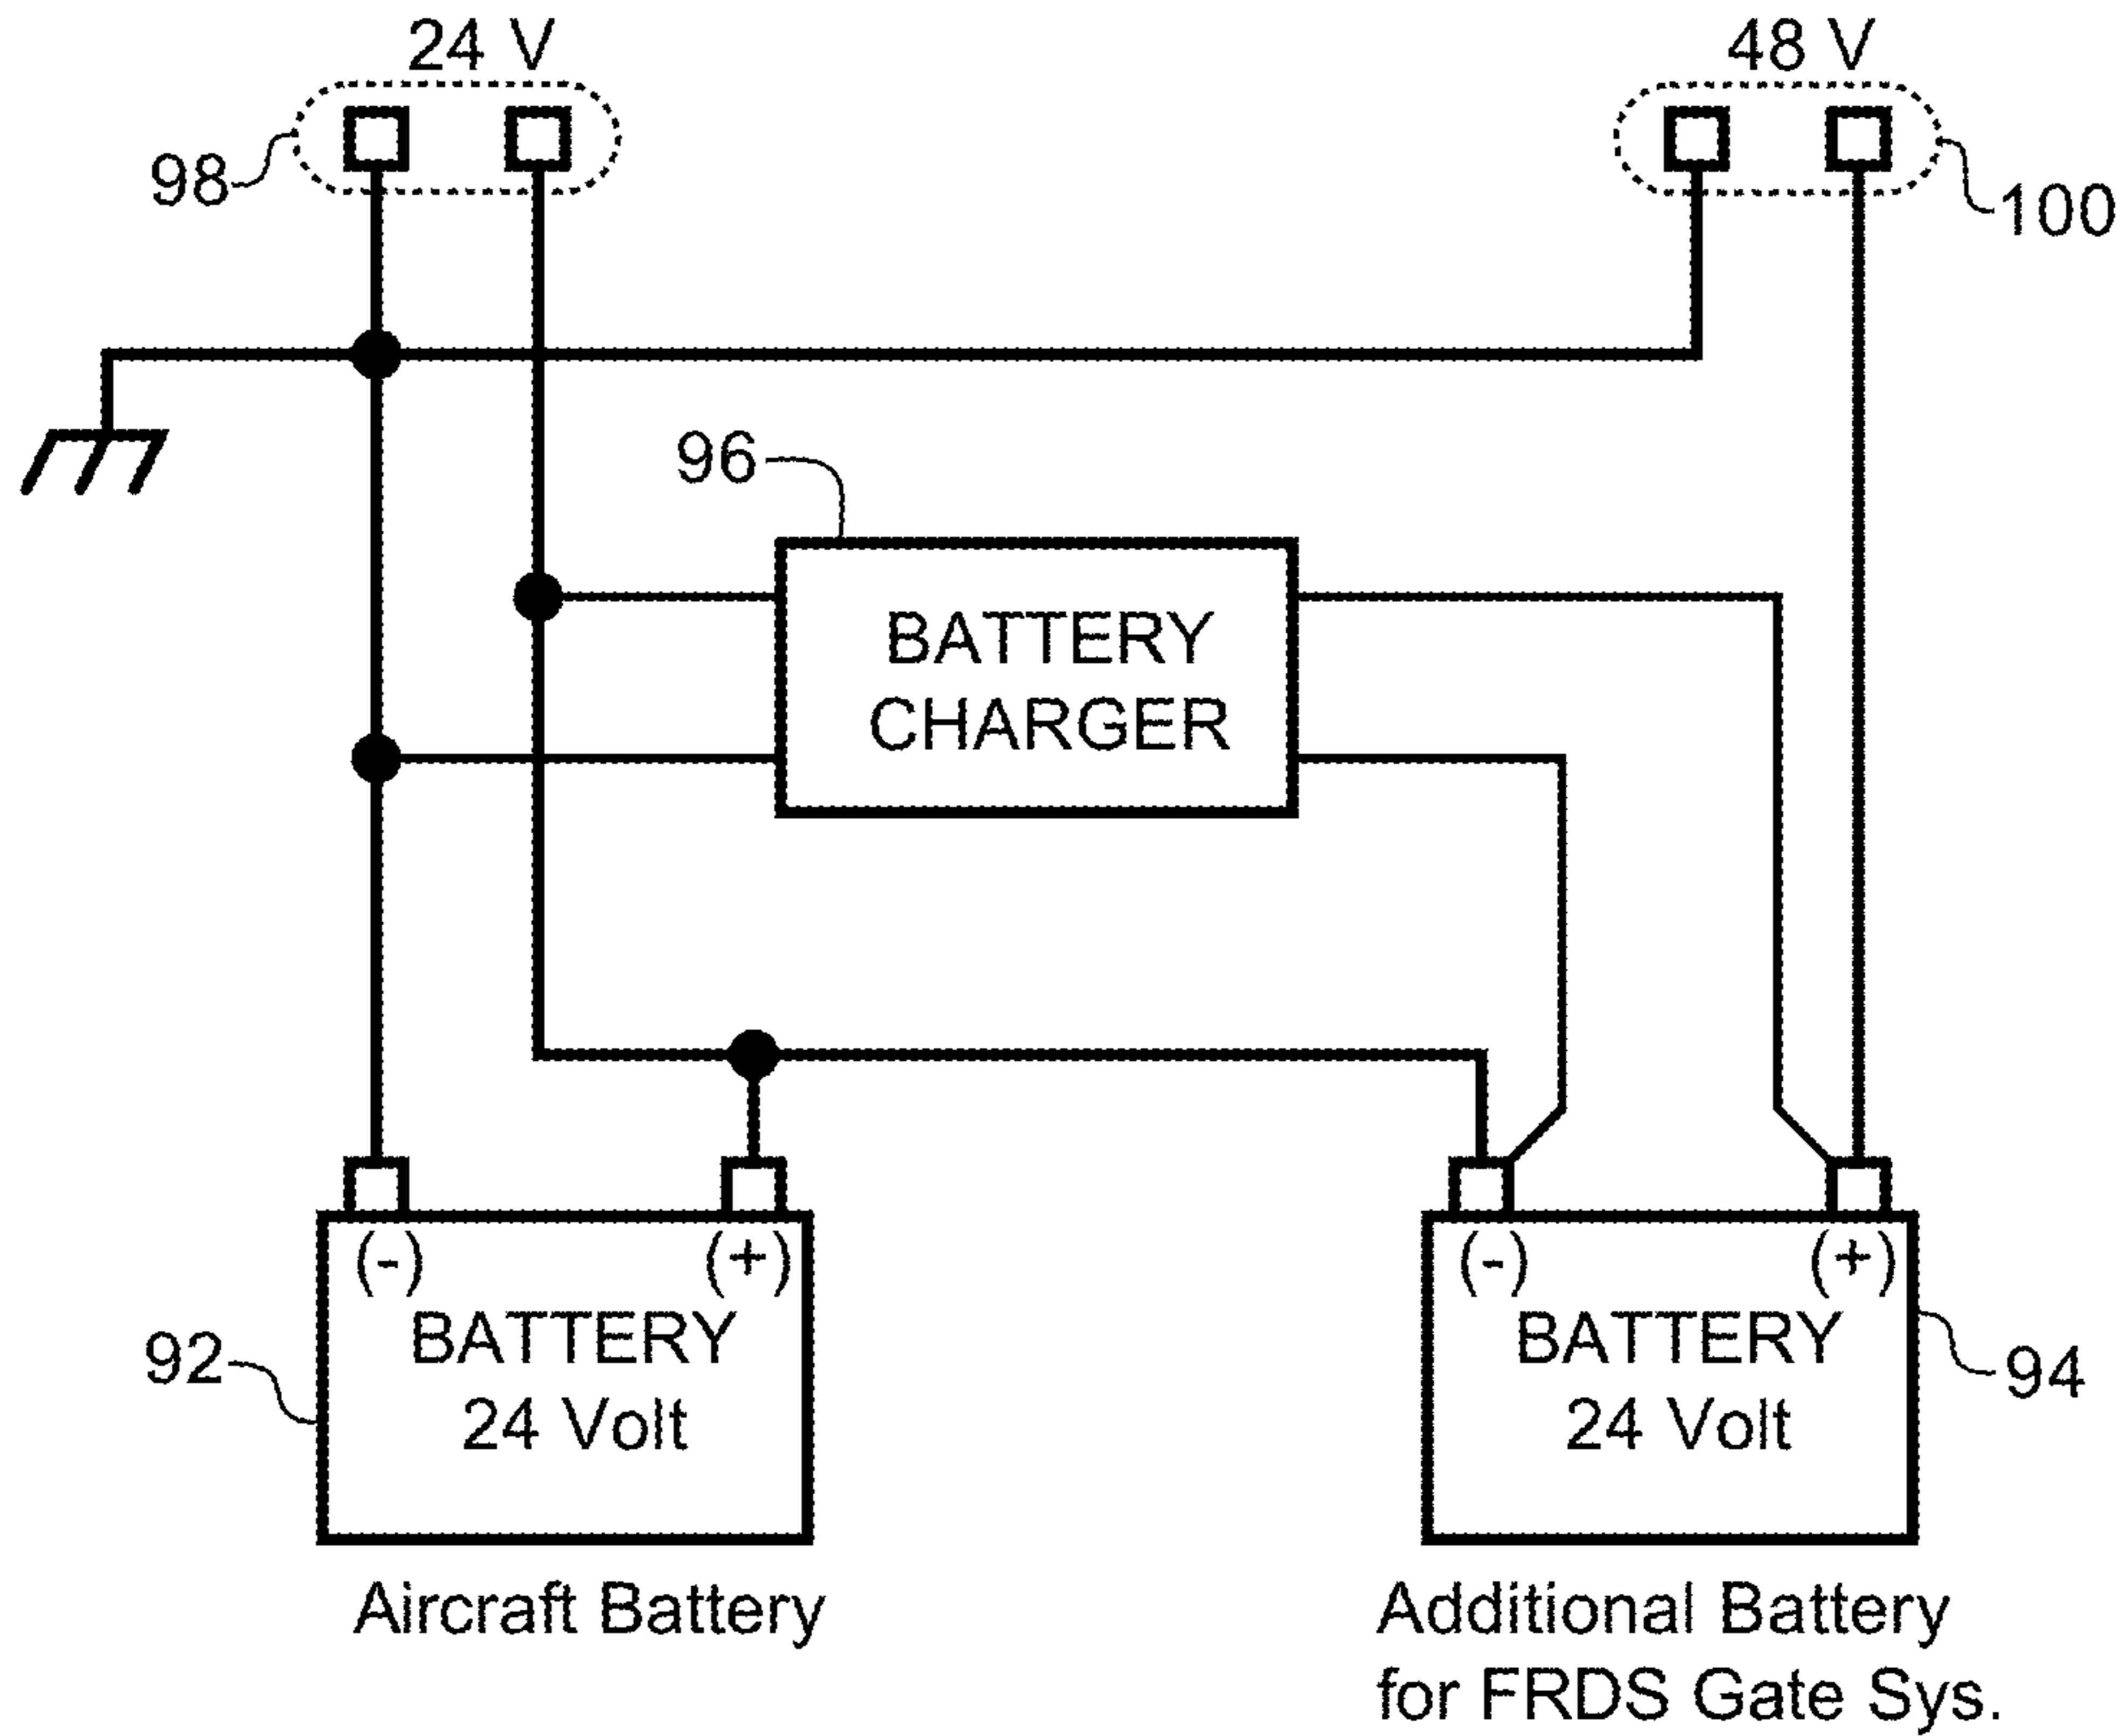 24 V
48 V
98
100
96
BATTERY
CHARGER
(-)
(+)
(-)
(+)
BATTERY
24 Volt
92
BATTERY
24 Volt
94
Aircraft Battery
Additional Battery
for FRDS Gate Sys.